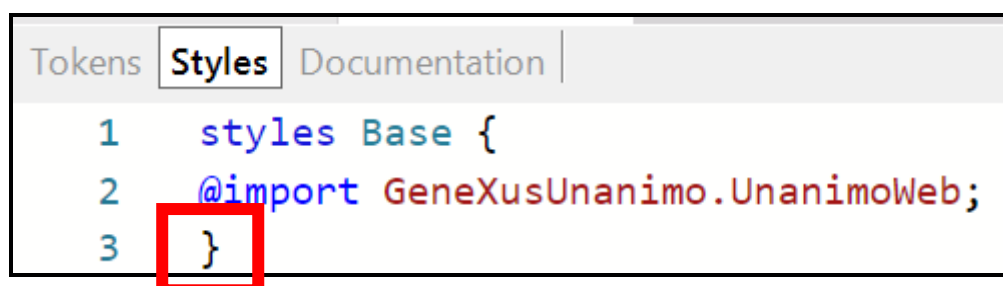 Tokens Styles Documentation
1 styles Base {
2 @import GeneXusUnanimo.UnanimoWeb;
3 }